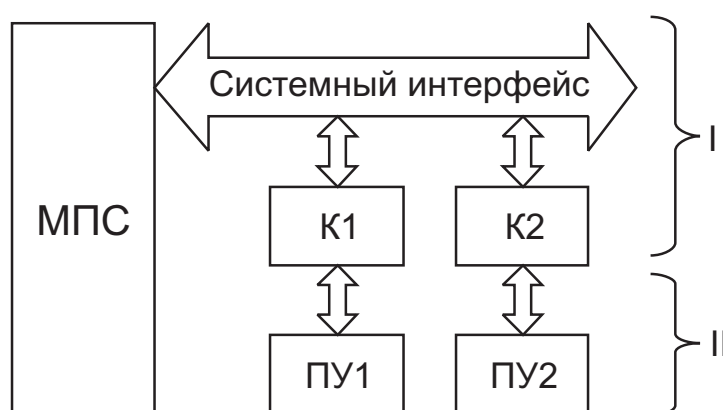 Системный интерфейс
I
МПС
К1
К2
II
ПУ1
ПУ2